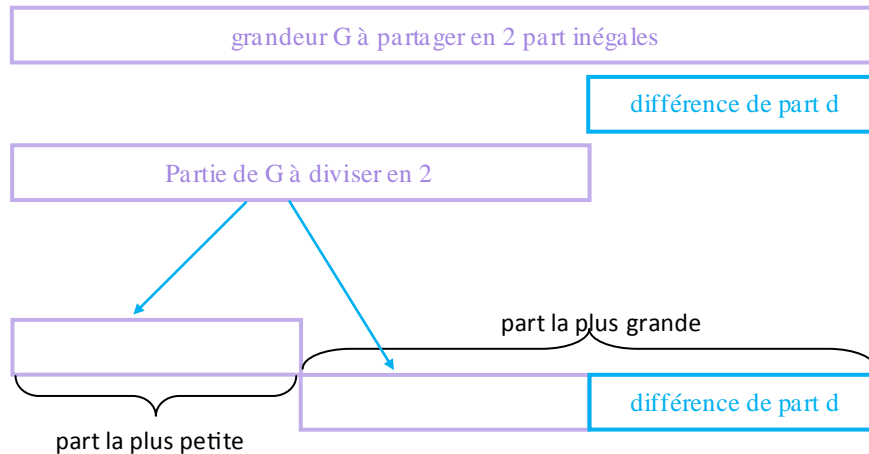 grandeur G à partager en 2 part inégales
différence de part d
Partie de G à diviser en 2
part la plus grande
différence de part d
part la plus petite